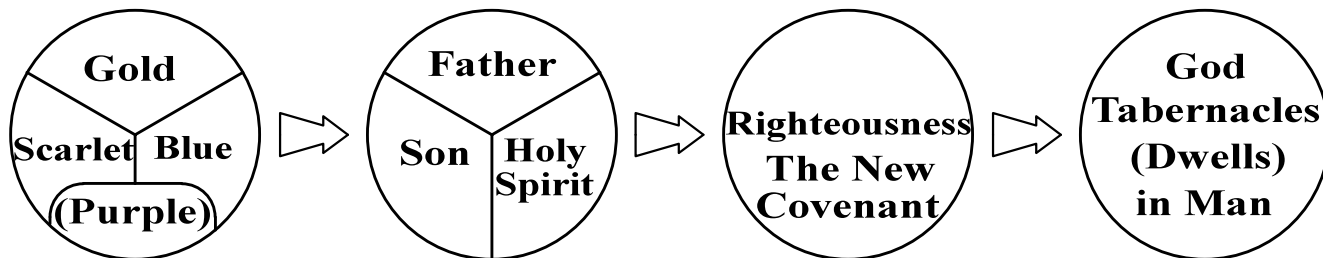 Gold
Scarlet
Blue
(Purple)
Father
Son
Holy
Spirit
Righteousness
The New
Covenant
God
Tabernacles
(Dwells)
in Man